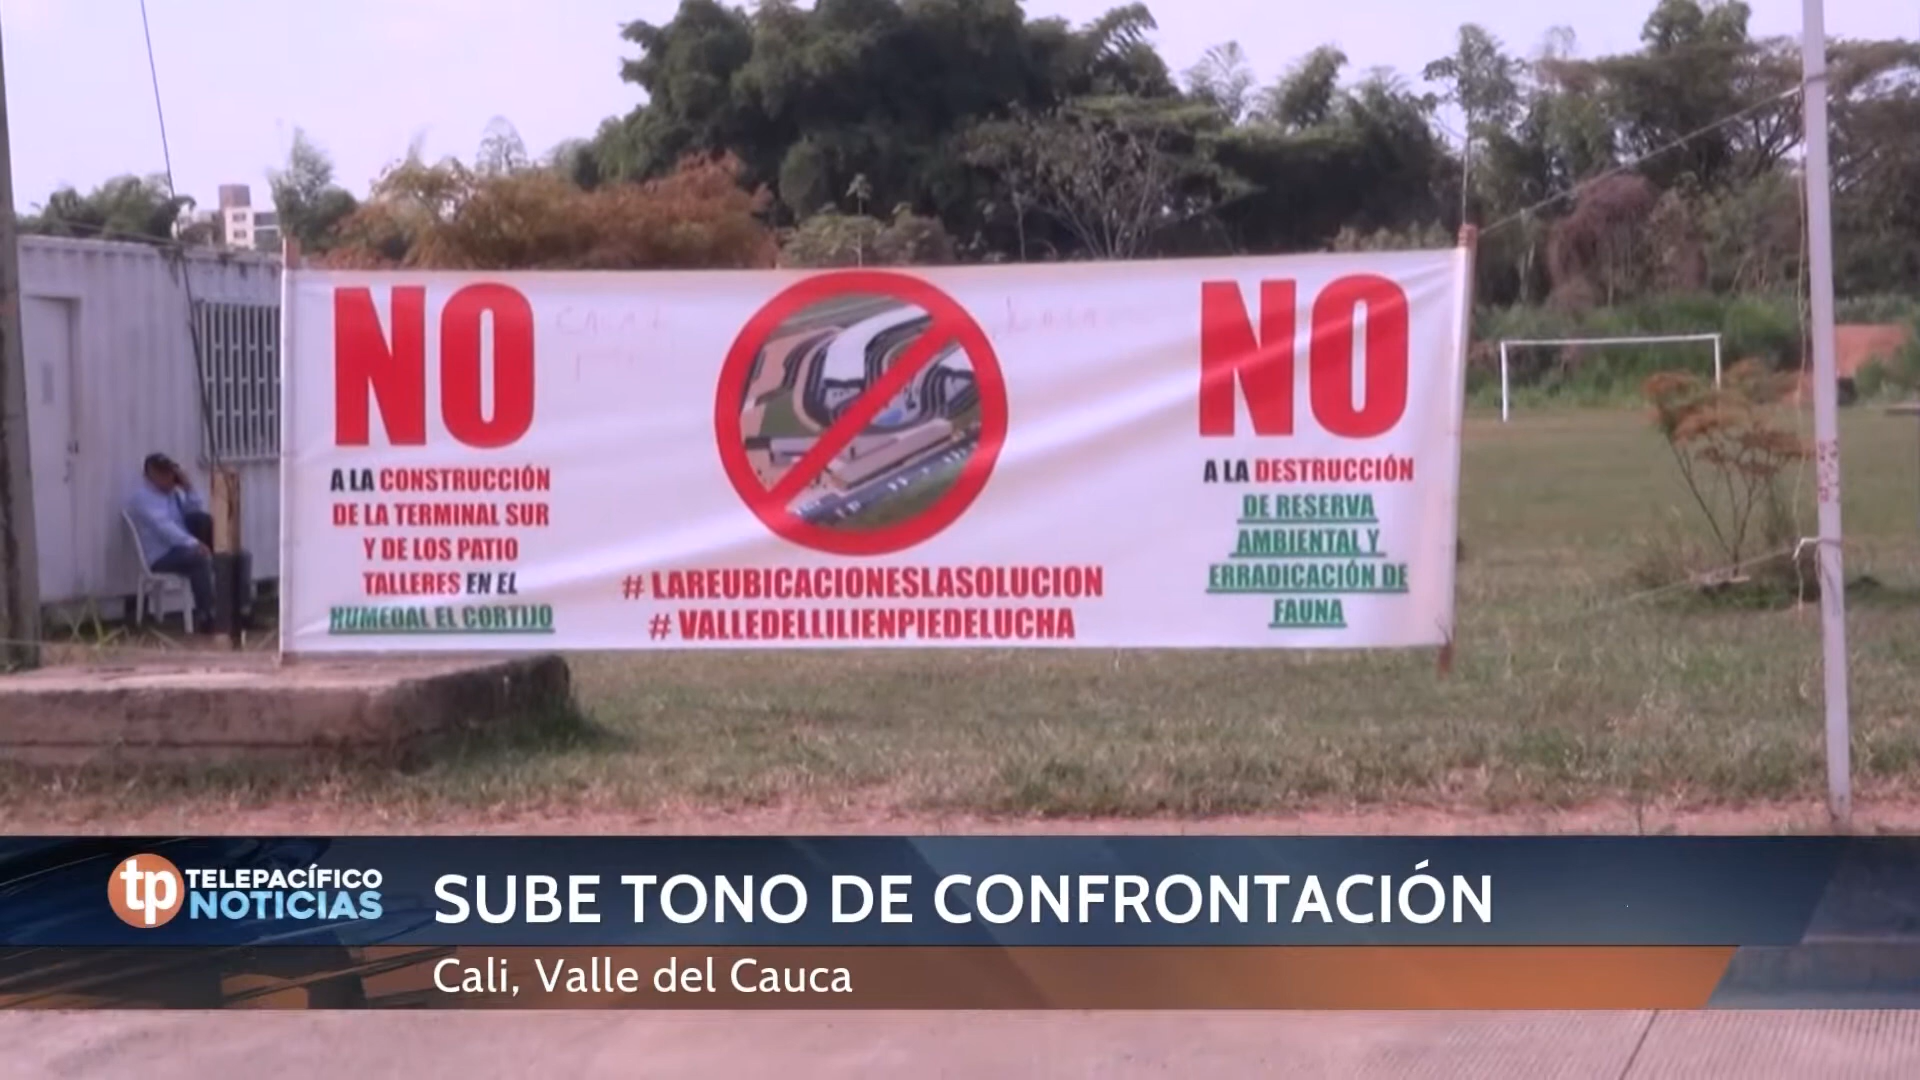 NO
A LA CONSTRUCCIÓN
DE LA TERMINAL SUR
Y DE LOS PATIO
TALLERES EN EL
HUMEDAL EL CORTIJO
# LAREUBICACIONESLASOLUCION
# VALLEDELLILIENPIEDELUCHA
NO
A LA DESTRUCCIÓN
DE RESERVA
AMBIENTAL Y
ERRADICACIÓN DE
FAUNA
tp TELEPACÍFICO
NOTICIAS
SUBE TONO DE CONFRONTACIÓN
Cali, Valle del Cauca